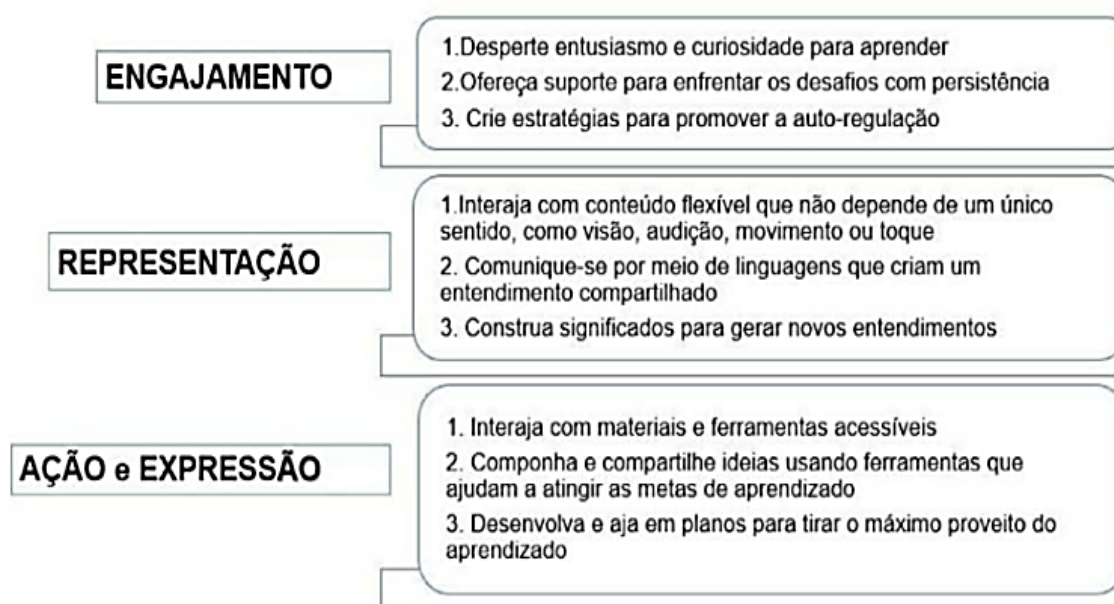 ENGAJAMENTO
1.Desperte entusiasmo e curiosidade para aprender
2.Ofereça suporte para enfrentar os desafios com persistência
3. Crie estratégias para promover a auto-regulação
REPRESENTAÇÃO
1.Interaja com conteúdo flexível que não depende de um único
sentido, como visão, audição, movimento ou toque
2. Comunique-se por meio de linguagens que criam um
entendimento compartilhado
3. Construa significados para gerar novos entendimentos
AÇÃO e EXPRESSÃO
1. Interaja com materiais e ferramentas acessíveis
2. Componha e compartilhe ideias usando ferramentas que
ajudam a atingir as metas de aprendizado
3. Desenvolva e aja em planos para tirar o máximo proveito do
aprendizado